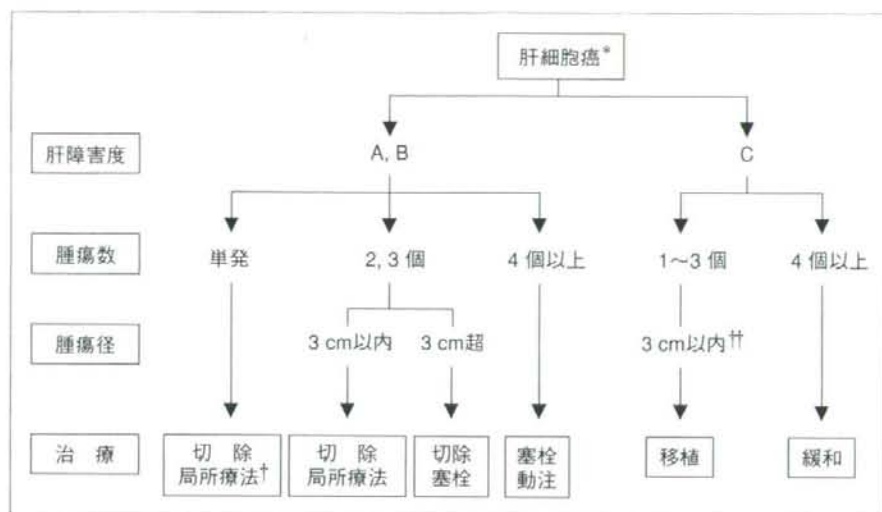 肝細胞癌*
肝障害度
A, B
C
腫瘍数
単発
2, 3 個
4 個以上
1〜3 個
4 個以上
腫瘍径
3 cm以内
3 cm超
3 cm以内††
治 療
切 除
局所療法†
切 除
局所療法
切除
塞栓
塞栓
動注
移植
緩和